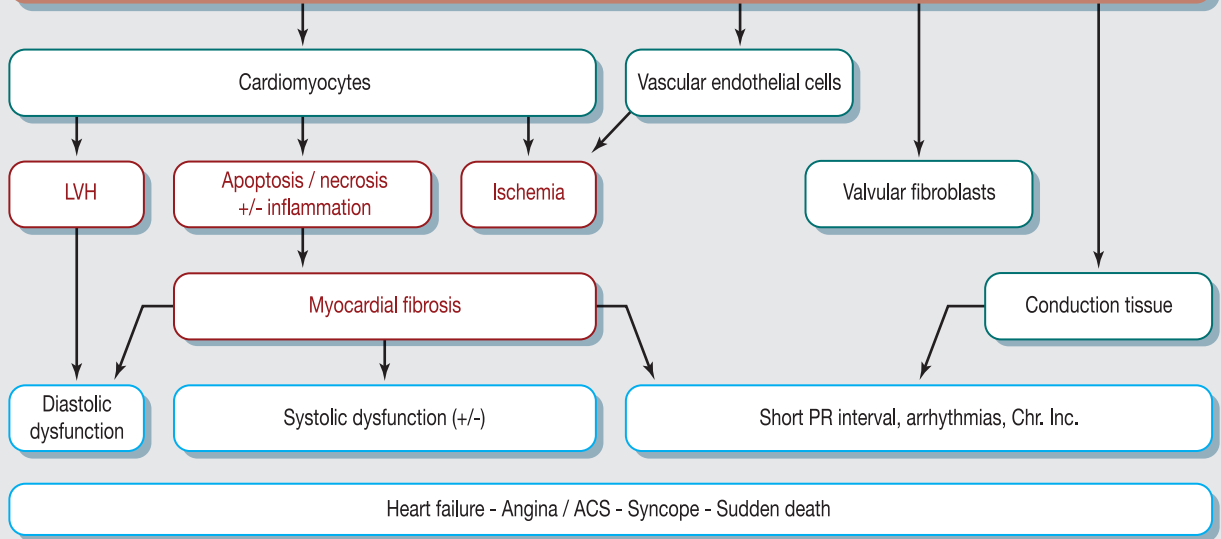 Cardiomyocytes
Vascular endothelial cells
LVH
Apoptosis / necrosis
+/- inflammation
Ischemia
Valvular fibroblasts
Myocardial fibrosis
Conduction tissue
Diastolic
dysfunction
Systolic dysfunction (+/-)
Short PR interval, arrhythmias, Chr. Inc.
Heart failure - Angina / ACS - Syncope - Sudden death